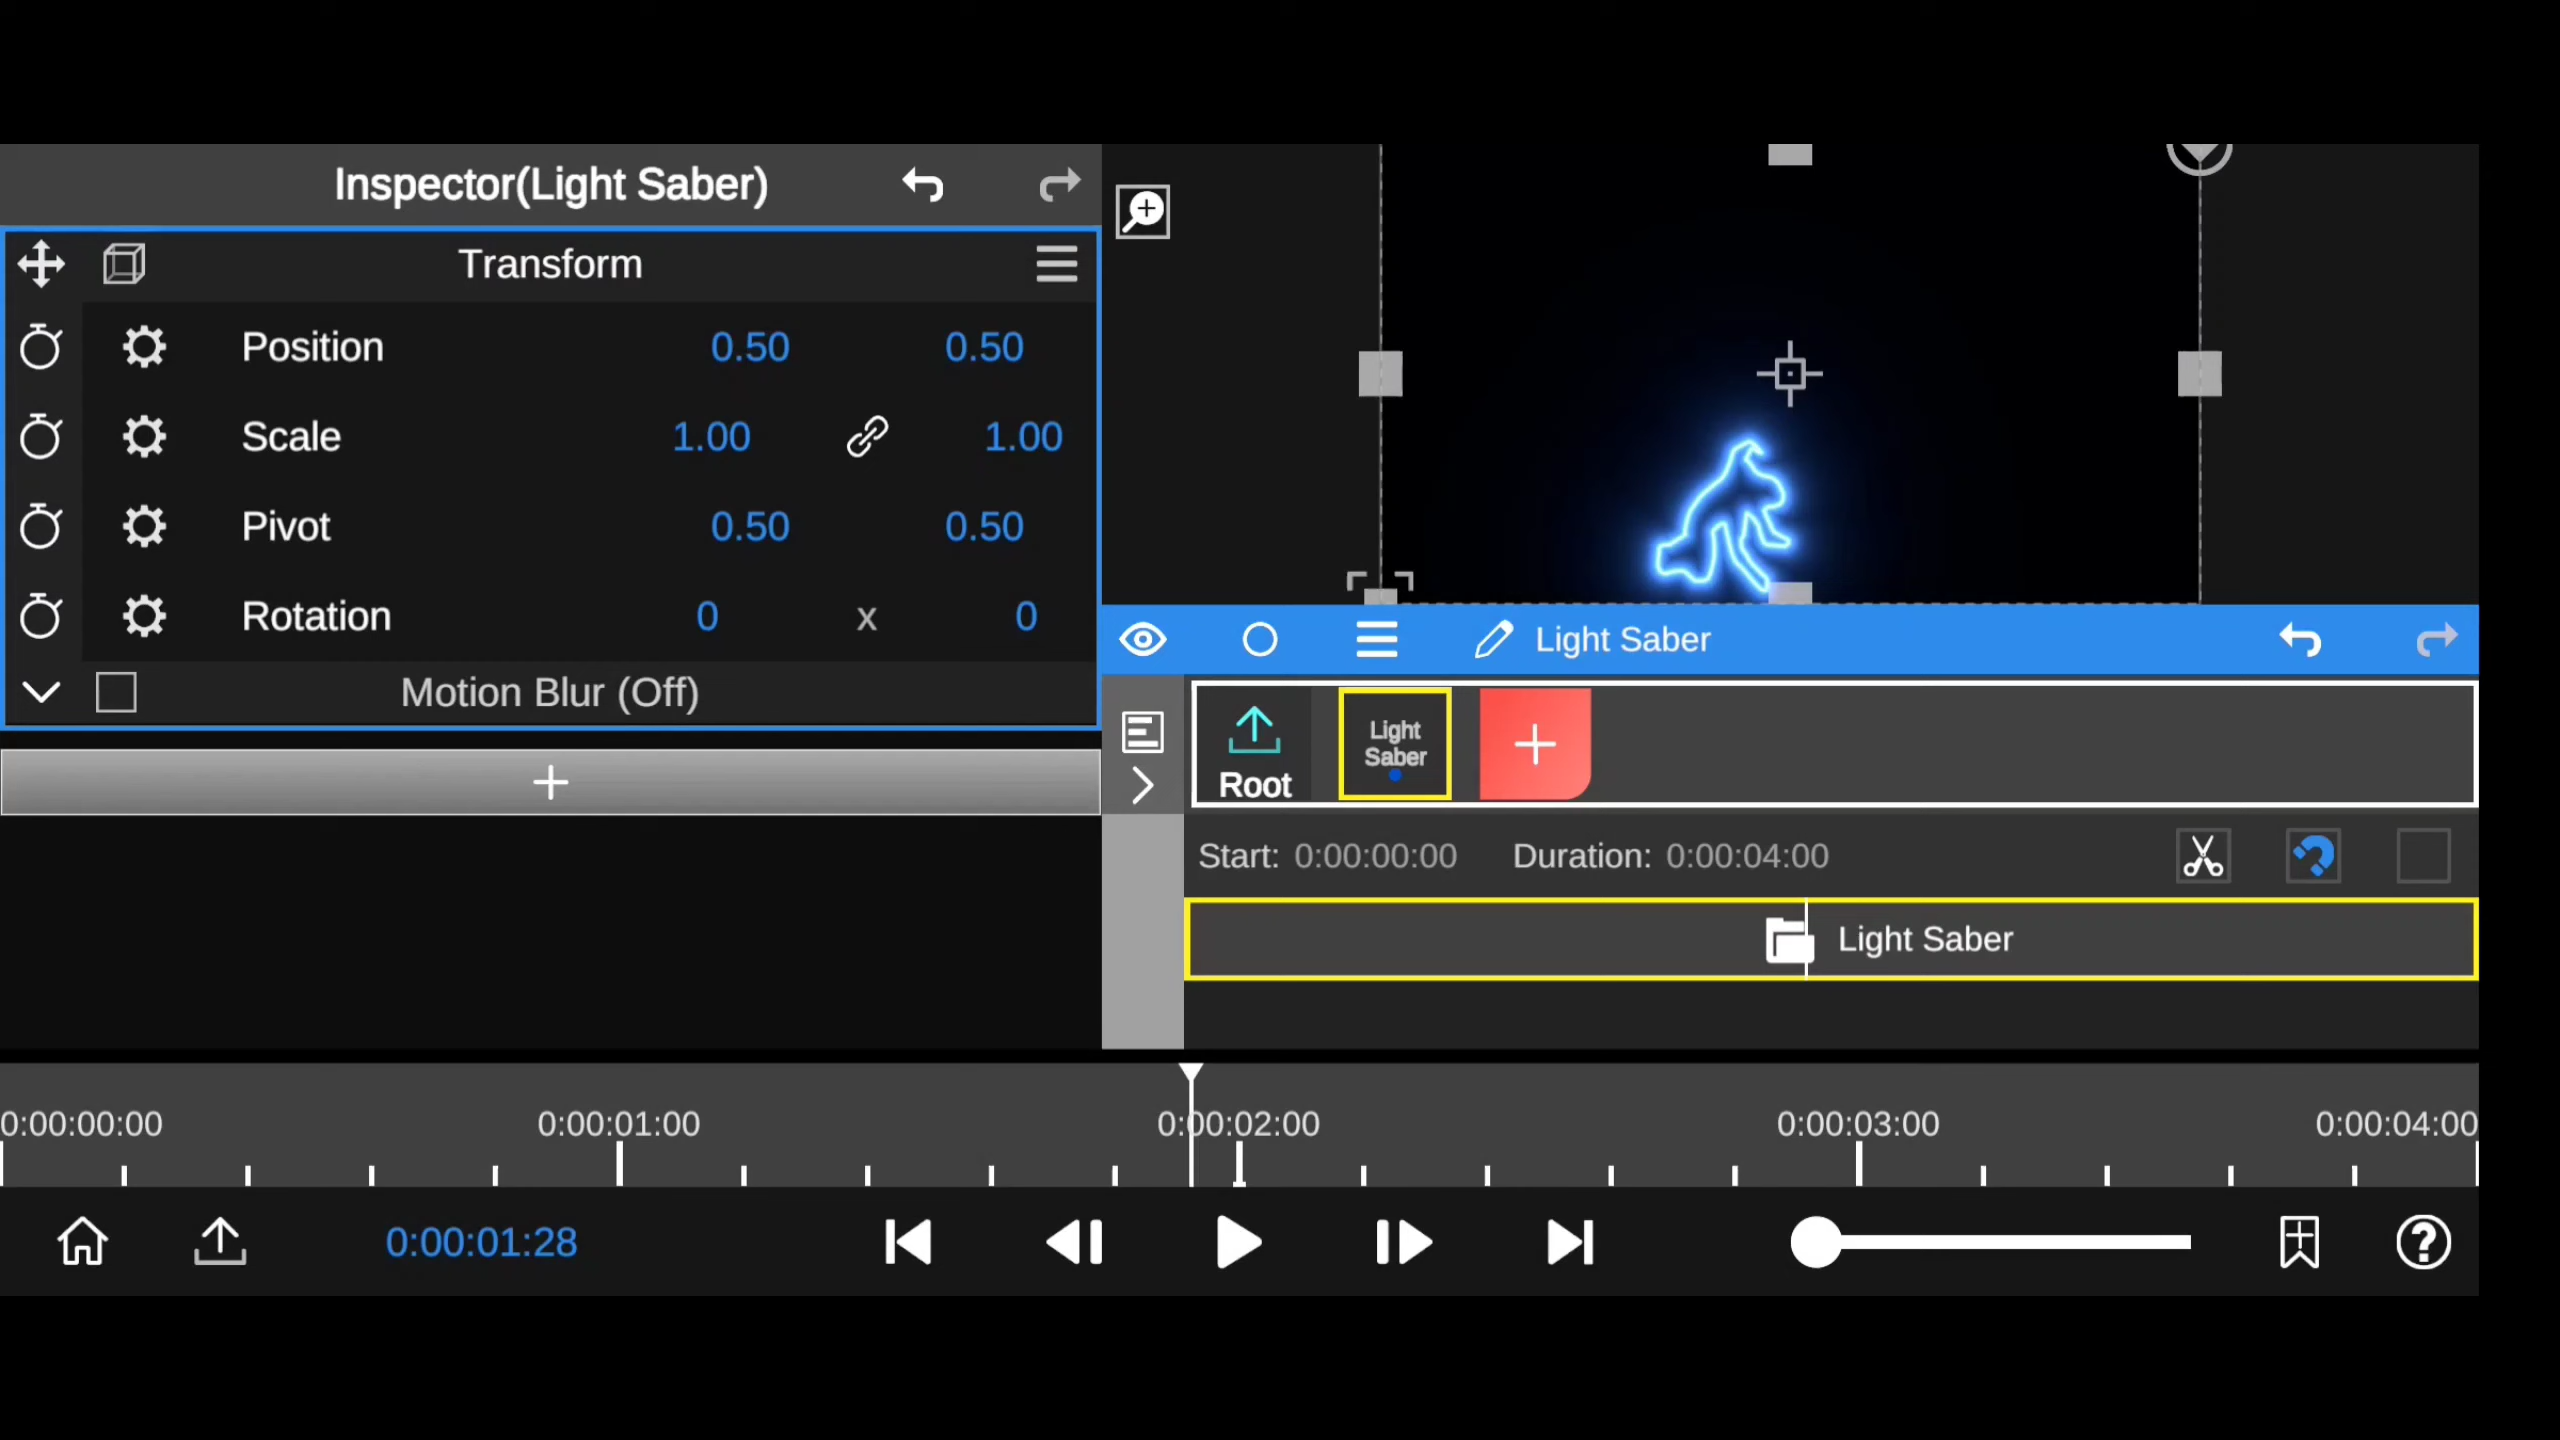 Inspector(Light Saber)
Transform
Position 0.50 0.50
Scale 1.00 1.00
Pivot 0.50 0.50
Rotation 0 x 0
Motion Blur (Off)
Light Saber
Root
Light
Saber
Start: 0:00:00:00 Duration: 0:00:04:00
Light Saber
0:00:00:00 0:00:01:00 0:00:02:00 0:00:03:00 0:00:04:00
0:00:01:28